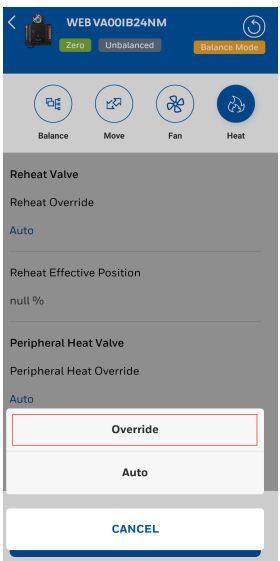 WEB VA00IB24NM
Zero
Unbalanced
Balance Mode
Balance
Move
Fan
Heat
Reheat Valve
Reheat Override
Auto
Reheat Effective Position
null %
Peripheral Heat Valve
Peripheral Heat Override
Auto
Override
Auto
CANCEL